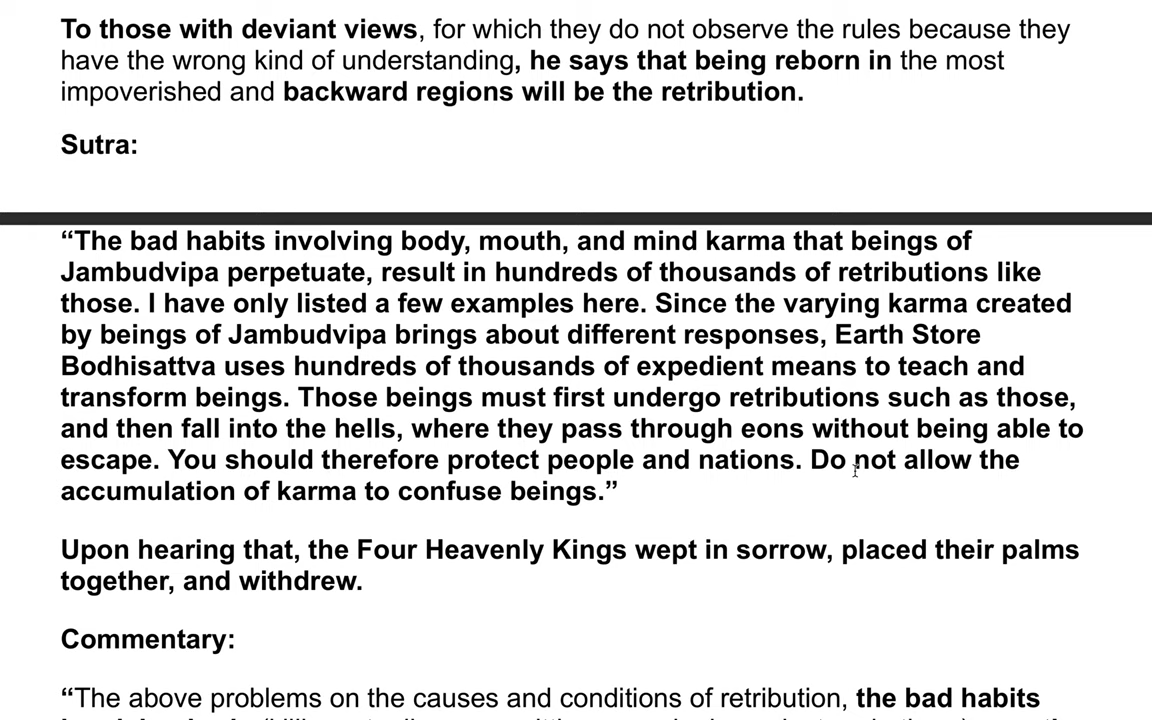 To those with deviant views, for which they do not observe the rules because they
have the wrong kind of understanding, he says that being reborn in the most
impoverished and backward regions will be the retribution.
Sutra:
“The bad habits involving body, mouth, and mind karma that beings of
Jambudvipa perpetuate, result in hundreds of thousands of retributions like
those. I have only listed a few examples here. Since the varying karma created
by beings of Jambudvipa brings about different responses, Earth Store
Bodhisattva uses hundreds of thousands of expedient means to teach and
transform beings. Those beings must first undergo retributions such as those,
and then fall into the hells, where they pass through eons without being able to
escape. You should therefore protect people and nations. Do not allow the
accumulation of karma to confuse beings.”
Upon hearing that, the Four Heavenly Kings wept in sorrow, placed their palms
together, and withdrew.
Commentary:
“The above problems on the causes and conditions of retribution, the bad habits